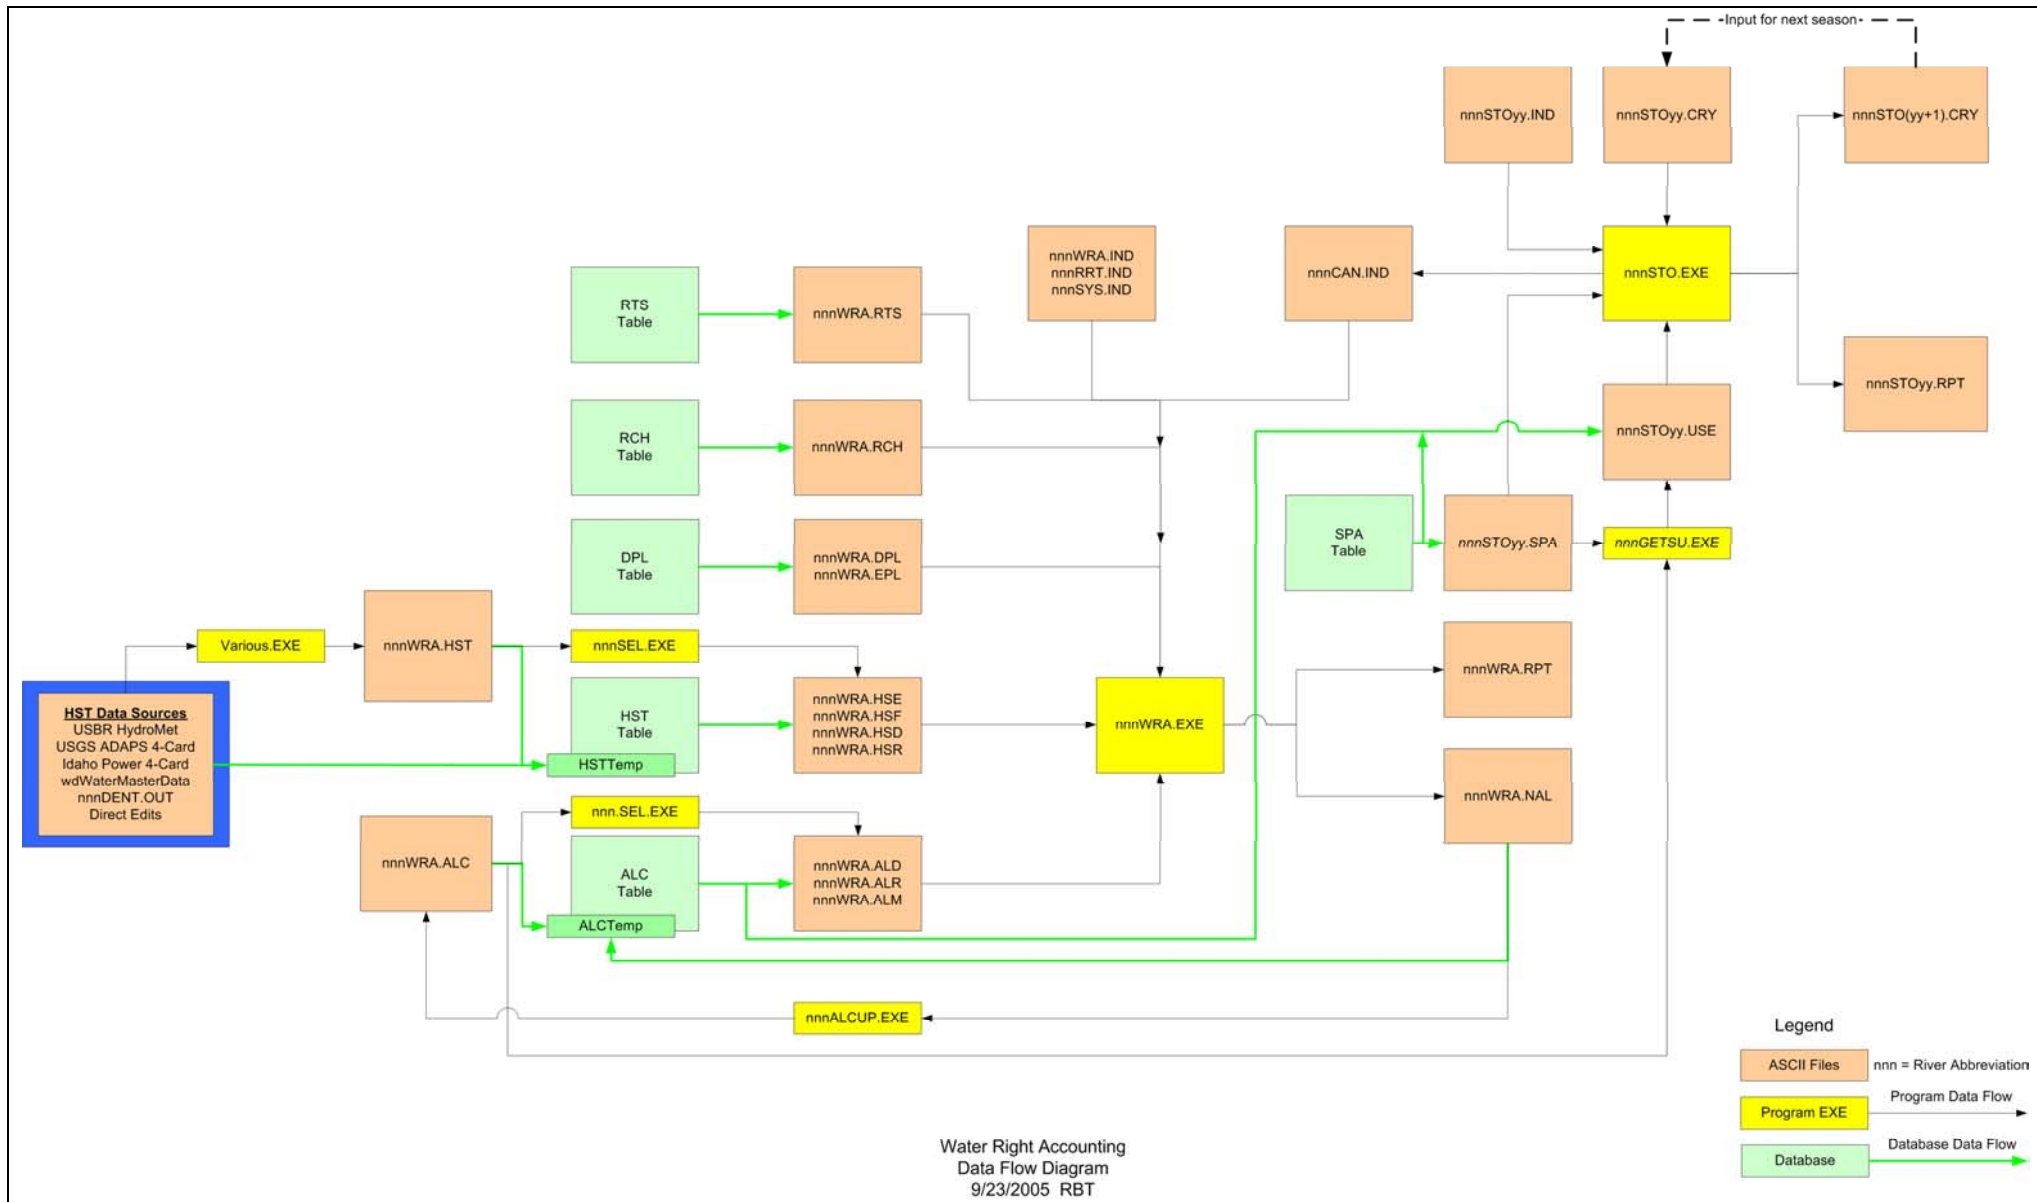 Input for next season
nnnSTOyy.IND
nnnSTOyy.CRY
nnnSTO(yy+1).CRY
nnnWRA.IND
nnnRRT.IND
nnnSYS.IND
nnnCAN.IND
nnnSTO.EXE
RTS
Table
nnnWRA.RTS
nnnSTOyy.RPT
RCH
Table
nnnWRA.RCH
nnnSTOyy.USE
DPL
Table
nnnWRA.DPL
nnnWRA.EPL
SPA
Table
nnnSTOyy.SPA
nnnGETSU.EXE
Various.EXE
nnnWRA.HST
nnnSEL.EXE
nnnWRA.RPT
HST Data Sources
USBR HydroMet
USGS ADAPS 4-Card
Idaho Power 4-Card
wdWaterMasterData
nnnDENT.OUT
Direct Edits
HST
Table
HSTTemp
nnnWRA.HSE
nnnWRA.HSF
nnnWRA.HSD
nnnWRA.HSR
nnnWRA.EXE
nnnWRA.NAL
nnn.SEL.EXE
nnnWRA.ALC
ALC
Table
ALCTemp
nnnWRA.ALD
nnnWRA.ALR
nnnWRA.ALM
nnnALCUP.EXE
Legend
ASCII Files
nnn = River Abbreviation
Program EXE
Program Data Flow
Database
Database Data Flow
Water Right Accounting
Data Flow Diagram
9/23/2005 RBT